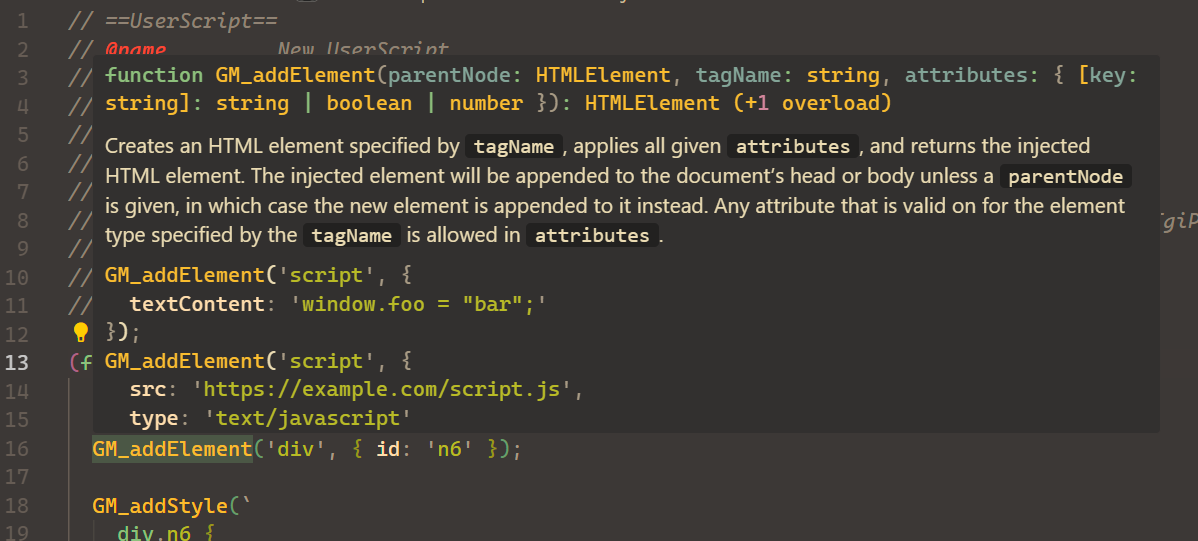 1 // ==UserScript==
2 // @name New UserScript
3 //
function GM_addElement(parentNode: HTMLElement, tagName: string, attributes: { [key:
4 //
string]: string | boolean | number }): HTMLElement (+1 overload)
5 //
Creates an HTML element specified by tagName, applies all given attributes, and returns the injected
6 //
HTML element. The injected element will be appended to the document’s head or body unless a parentNode
7 //
is given, in which case the new element is appended to it instead. Any attribute that is valid on for the element
8 //
type specified by the tagName is allowed in attributes.
9 //
10 //
GM_addElement('script', {
11 //
textContent: 'window.foo = "bar";'
12
});
13 (f
GM_addElement('script', {
14
src: 'https://example.com/script.js',
15
type: 'text/javascript'
16 GM_addElement('div', { id: 'n6' });
17
18 GM_addStyle(`
19 div.n6 {